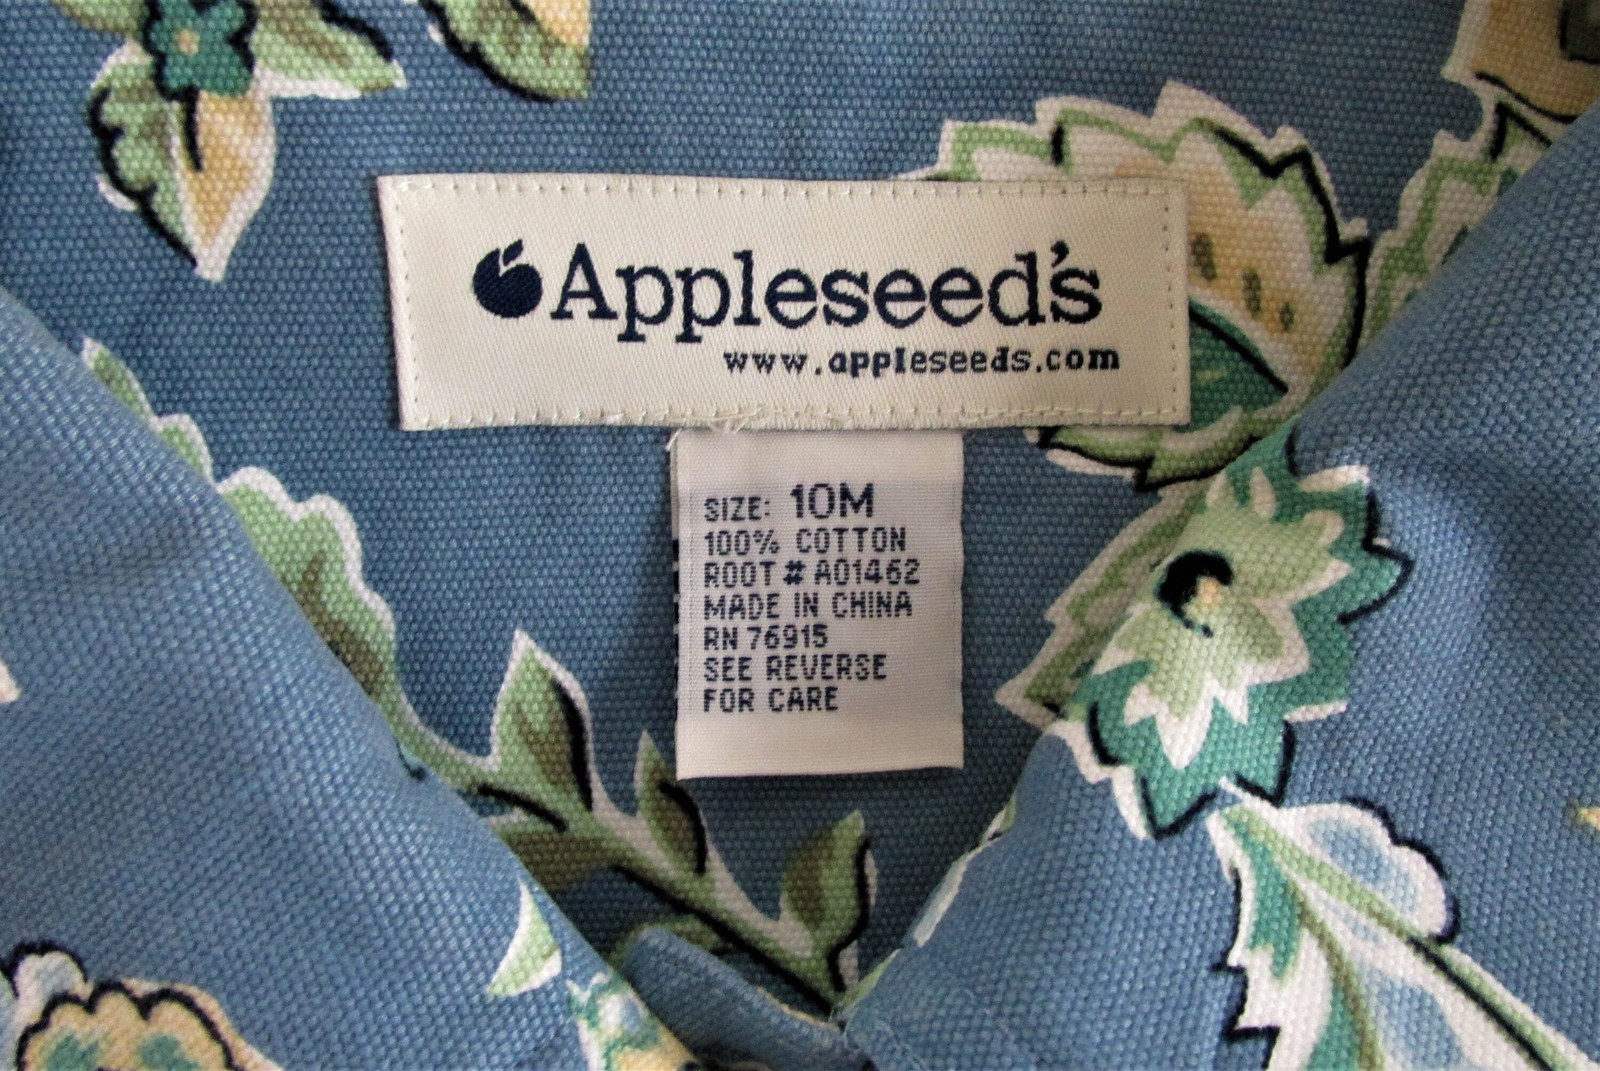 Appleseed's
www.appleseeds.com
SIZE: 10M
100% COTTON
ROOT # A01462
MADE IN CHINA
RN 76915
SEE REVERSE
FOR CARE